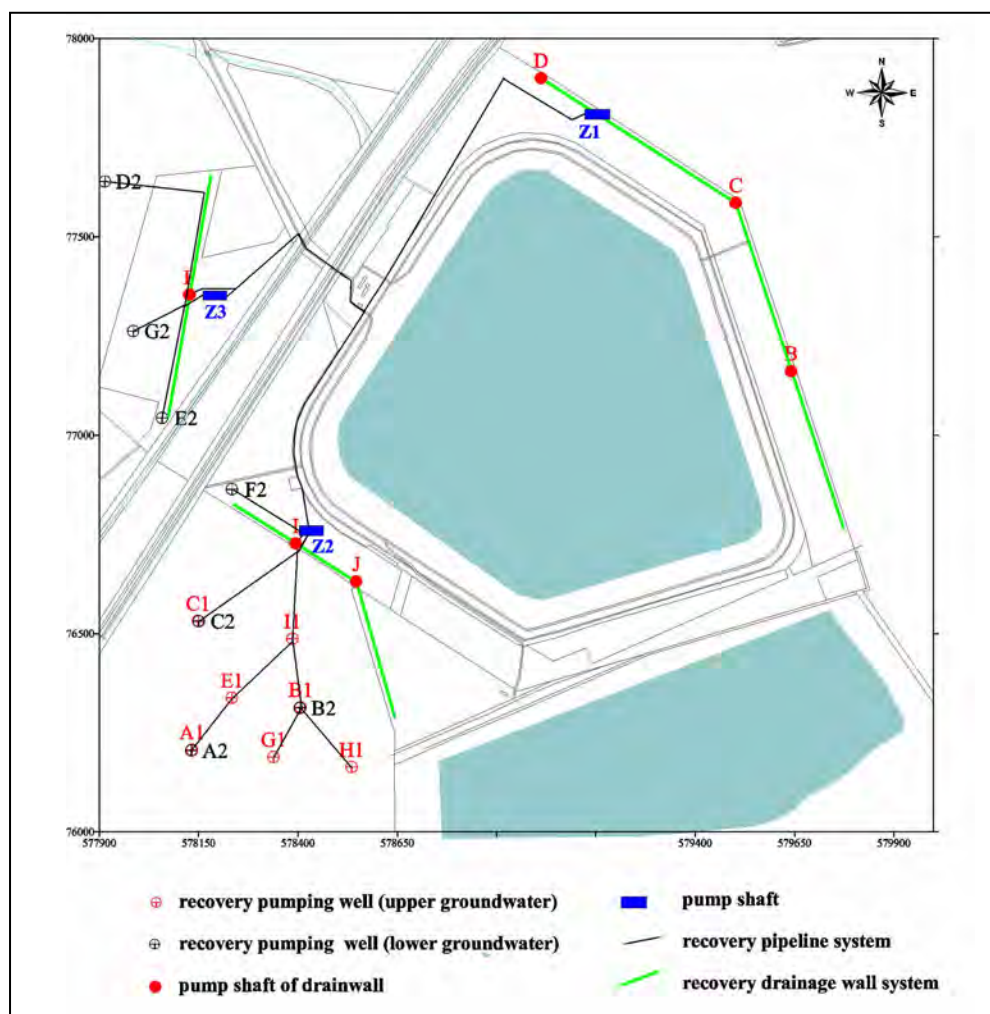 78000
D
N
W E
S
Z1
D2
C
77500
Z3
G2
B
E2
77000
F2
Z2
J
C1
C2
76500
I1
E1
B1
B2
A1
A2
G1
H1
76000
577900 578150 578400 578650 579400 579650 579900
recovery pumping well (upper groundwater)
pump shaft
recovery pumping well (lower groundwater)
recovery pipeline system
pump shaft of drainwall
recovery drainage wall system